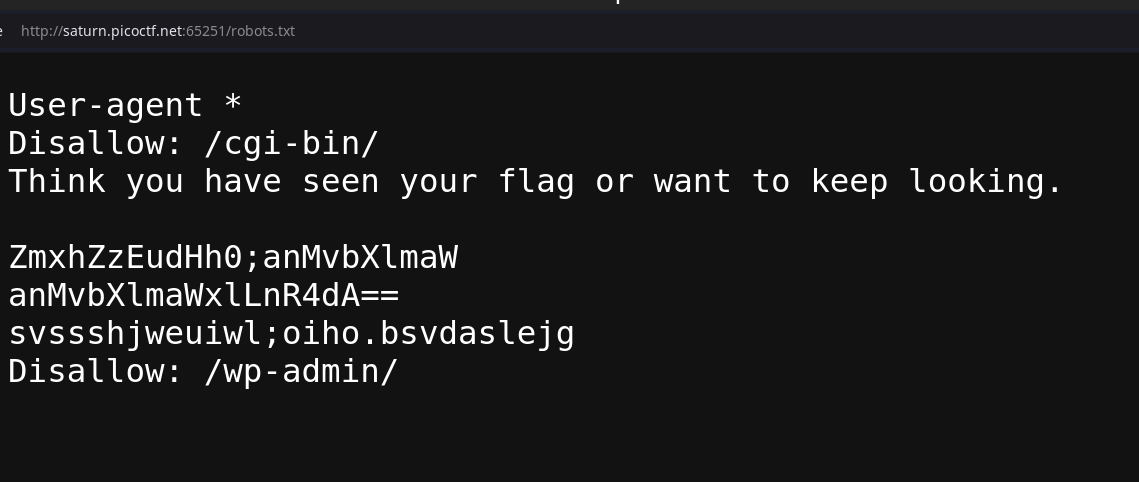 http://saturn.picoctf.net:65251/robots.txt
User-agent *
Disallow: /cgi-bin/
Think you have seen your flag or want to keep looking.
ZmxhZzEudHh0;anMvbXlmaW
anMvbXlmaWxlLnR4dA==
svssshjweuiwl;oiho.bsvdaslejg
Disallow: /wp-admin/